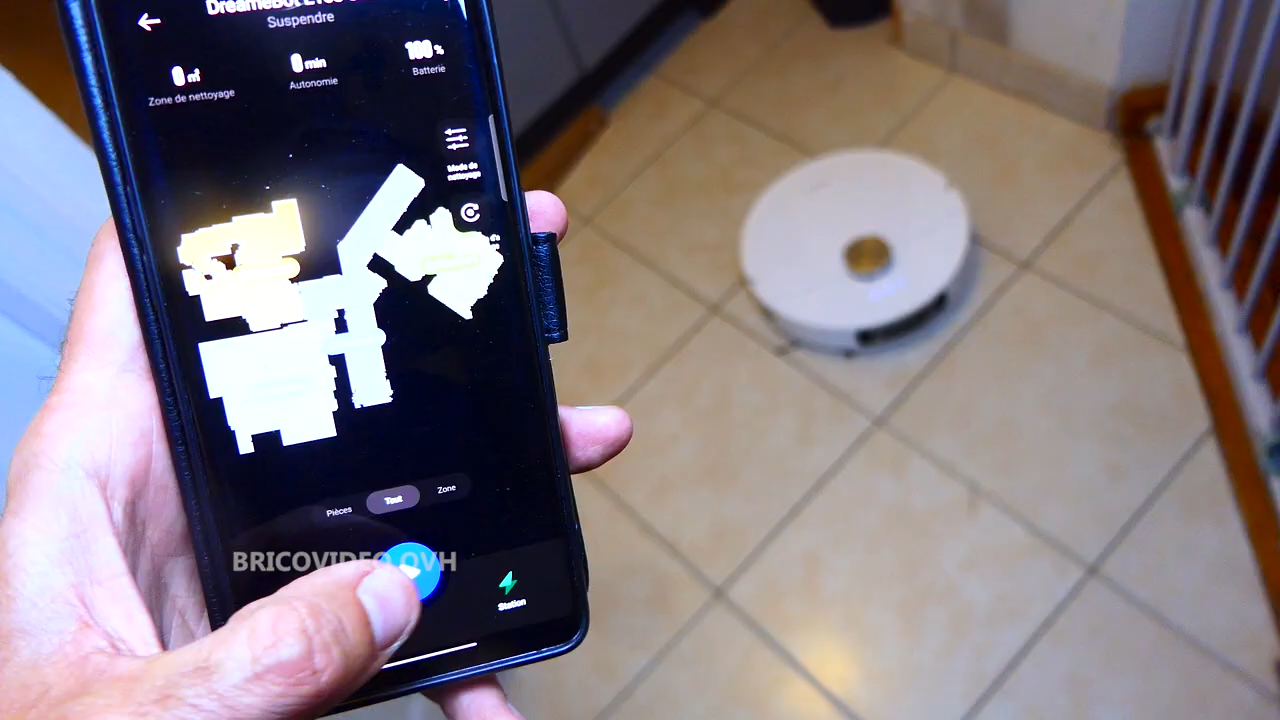 Suspendre
0 ㎡
0 min
100 %
Zone de nettoyage
Autonomie
Batterie
Mode de
nettoyage
Pièces
Tout
Zone
BRICOVIDEO.OVH
Station